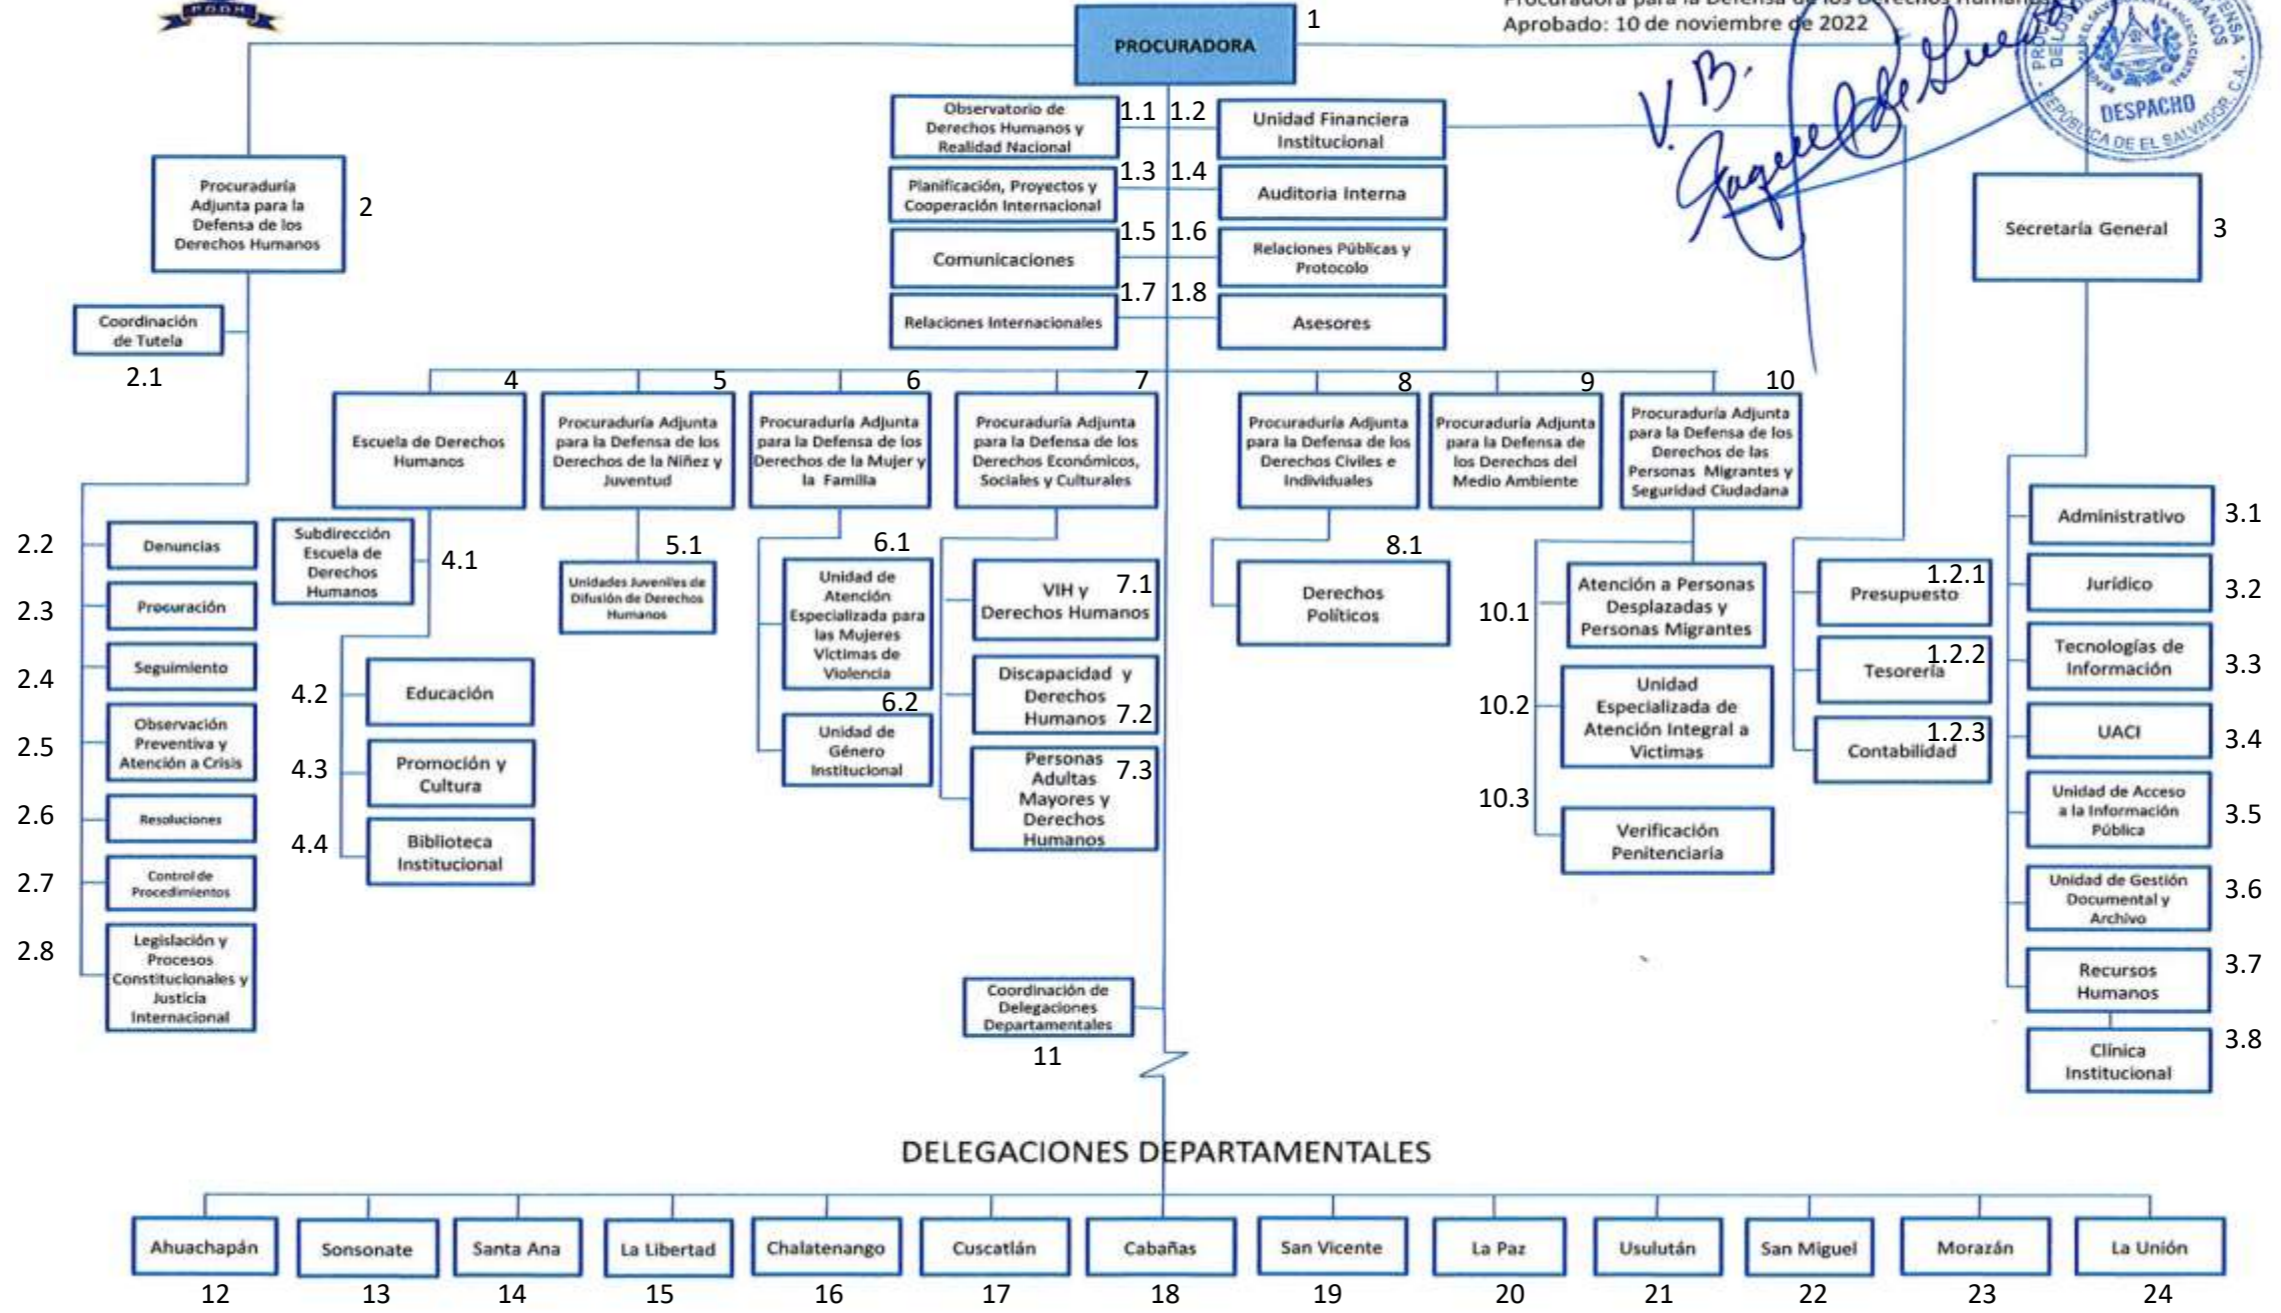 PDDH
Procuradora para la Defensa de los Derechos Humanos
Aprobado: 10 de noviembre de 2022
V. B.
DESPACHO
REPÚBLICA DE EL SALVADOR, C.A.
PROCURADORA
1
Observatorio de
Derechos Humanos y
Realidad Nacional
1.1
1.2
Unidad Financiera
Institucional
Planificación, Proyectos y
Cooperación Internacional
1.3
1.4
Auditoria Interna
Comunicaciones
1.5
1.6
Relaciones Públicas y
Protocolo
Relaciones Internacionales
1.7
1.8
Asesores
Procuraduría
Adjunta para la
Defensa de los
Derechos Humanos
2
Secretaría General
3
Coordinación
de Tutela
2.1
4
Escuela de Derechos
Humanos
5
Procuraduría Adjunta
para la Defensa de los
Derechos de la Niñez y
Juventud
6
Procuraduría Adjunta
para la Defensa de los
Derechos de la Mujer y
la Familia
7
Procuraduría Adjunta
para la Defensa de los
Derechos Económicos,
Sociales y Culturales
8
Procuraduría Adjunta
para la Defensa de los
Derechos Civiles e
Individuales
9
Procuraduría Adjunta
para la Defensa de
los Derechos del
Medio Ambiente
10
Procuraduría Adjunta
para la Defensa de los
Derechos de las
Personas Migrantes y
Seguridad Ciudadana
2.2
Denuncias
2.3
Procuración
2.4
Seguimiento
2.5
Observación
Preventiva y
Atención a Crisis
2.6
Resoluciones
2.7
Control de
Procedimientos
2.8
Legislación y
Procesos
Constitucionales y
Justicia
Internacional
Subdirección
Escuela de
Derechos
Humanos
4.1
4.2
Educación
4.3
Promoción y
Cultura
4.4
Biblioteca
Institucional
5.1
Unidades Juveniles de
Difusión de Derechos
Humanos
6.1
Unidad de
Atención
Especializada para
las Mujeres
Víctimas de
Violencia
6.2
Unidad de
Género
Institucional
VIH y
Derechos Humanos
7.1
Discapacidad y
Derechos
Humanos
7.2
Personas
Adultas
Mayores y
Derechos
Humanos
7.3
8.1
Derechos
Políticos
10.1
Atención a Personas
Desplazadas y
Personas Migrantes
10.2
Unidad
Especializada de
Atención Integral a
Víctimas
10.3
Verificación
Penitenciaria
1.2.1
Presupuesto
1.2.2
Tesorería
1.2.3
Contabilidad
Administrativo
3.1
Jurídico
3.2
Tecnologías de
Información
3.3
UACI
3.4
Unidad de Acceso
a la Información
Pública
3.5
Unidad de Gestión
Documental y
Archivo
3.6
Recursos
Humanos
3.7
Clínica
Institucional
3.8
Coordinación de
Delegaciones
Departamentales
11
DELEGACIONES DEPARTAMENTALES
Ahuachapán
Sonsonate
Santa Ana
La Libertad
Chalatenango
Cuscatlán
Cabañas
San Vicente
La Paz
Usulután
San Miguel
Morazán
La Unión
12
13
14
15
16
17
18
19
20
21
22
23
24